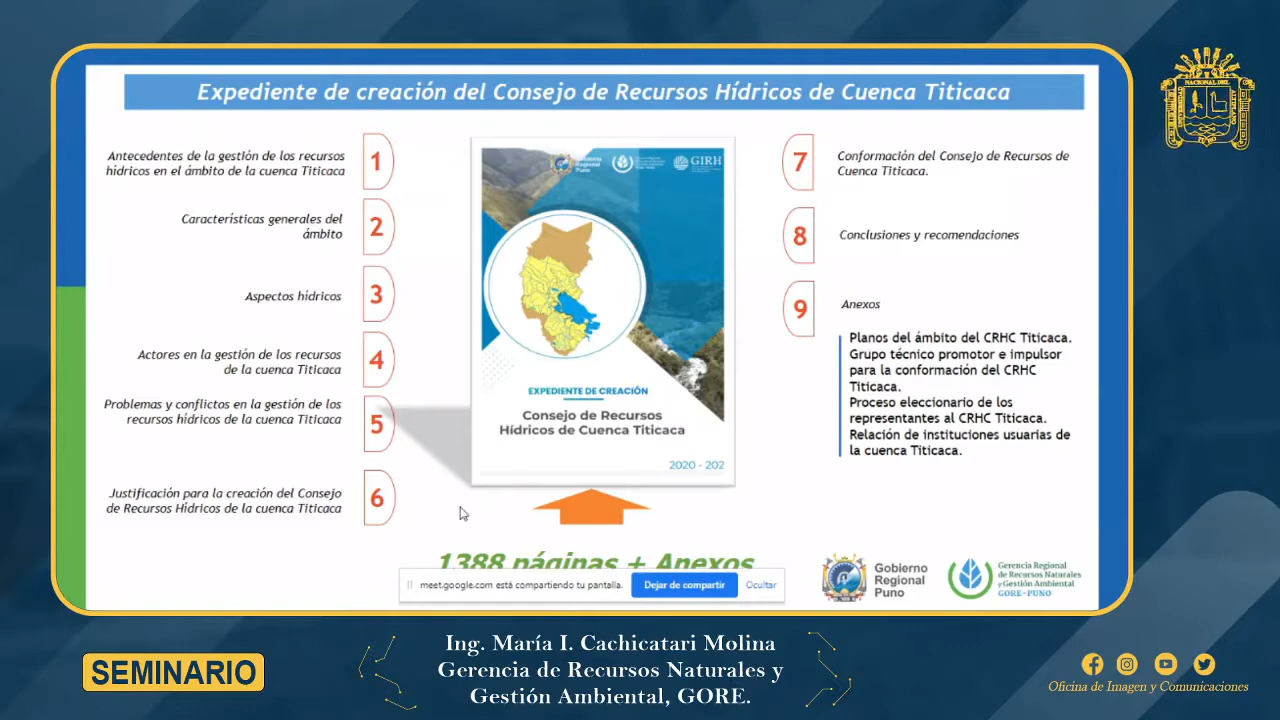 Expediente de creación del Consejo de Recursos Hídricos de Cuenca Titicaca
Antecedentes de la gestión de los recursos
hídricos en el ámbito de la cuenca Titicaca
1
Características generales del
ámbito
2
Aspectos hídricos
3
Actores en la gestión de los recursos
de la cuenca Titicaca
4
Problemas y conflictos en la gestión de los
recursos hídricos de la cuenca Titicaca
5
Justificación para la creación del Consejo
de Recursos Hídricos de la cuenca Titicaca
6
Gobierno
Regional
Puno
GIRH
EXPEDIENTE DE CREACIÓN
Consejo de Recursos
Hídricos de Cuenca Titicaca
2020 - 202
1388 páginas + Anexos
7
Conformación del Consejo de Recursos de
Cuenca Titicaca.
8
Conclusiones y recomendaciones
9
Anexos
Planos del ámbito del CRHC Titicaca.
Grupo técnico promotor e impulsor
para la conformación del CRHC
Titicaca.
Proceso eleccionario de los
representantes al CRHC Titicaca.
Relación de instituciones usuarias de
la cuenca Titicaca.
meet.google.com está compartiendo tu pantalla.
Dejar de compartir
Ocultar
Gobierno
Regional
Puno
Gerencia Regional
de Recursos Naturales
y Gestión Ambiental
GORE-PUNO
SEMINARIO
Ing. María I. Cachicatari Molina
Gerencia de Recursos Naturales y
Gestión Ambiental, GORE.
Oficina de Imagen y Comunicaciones